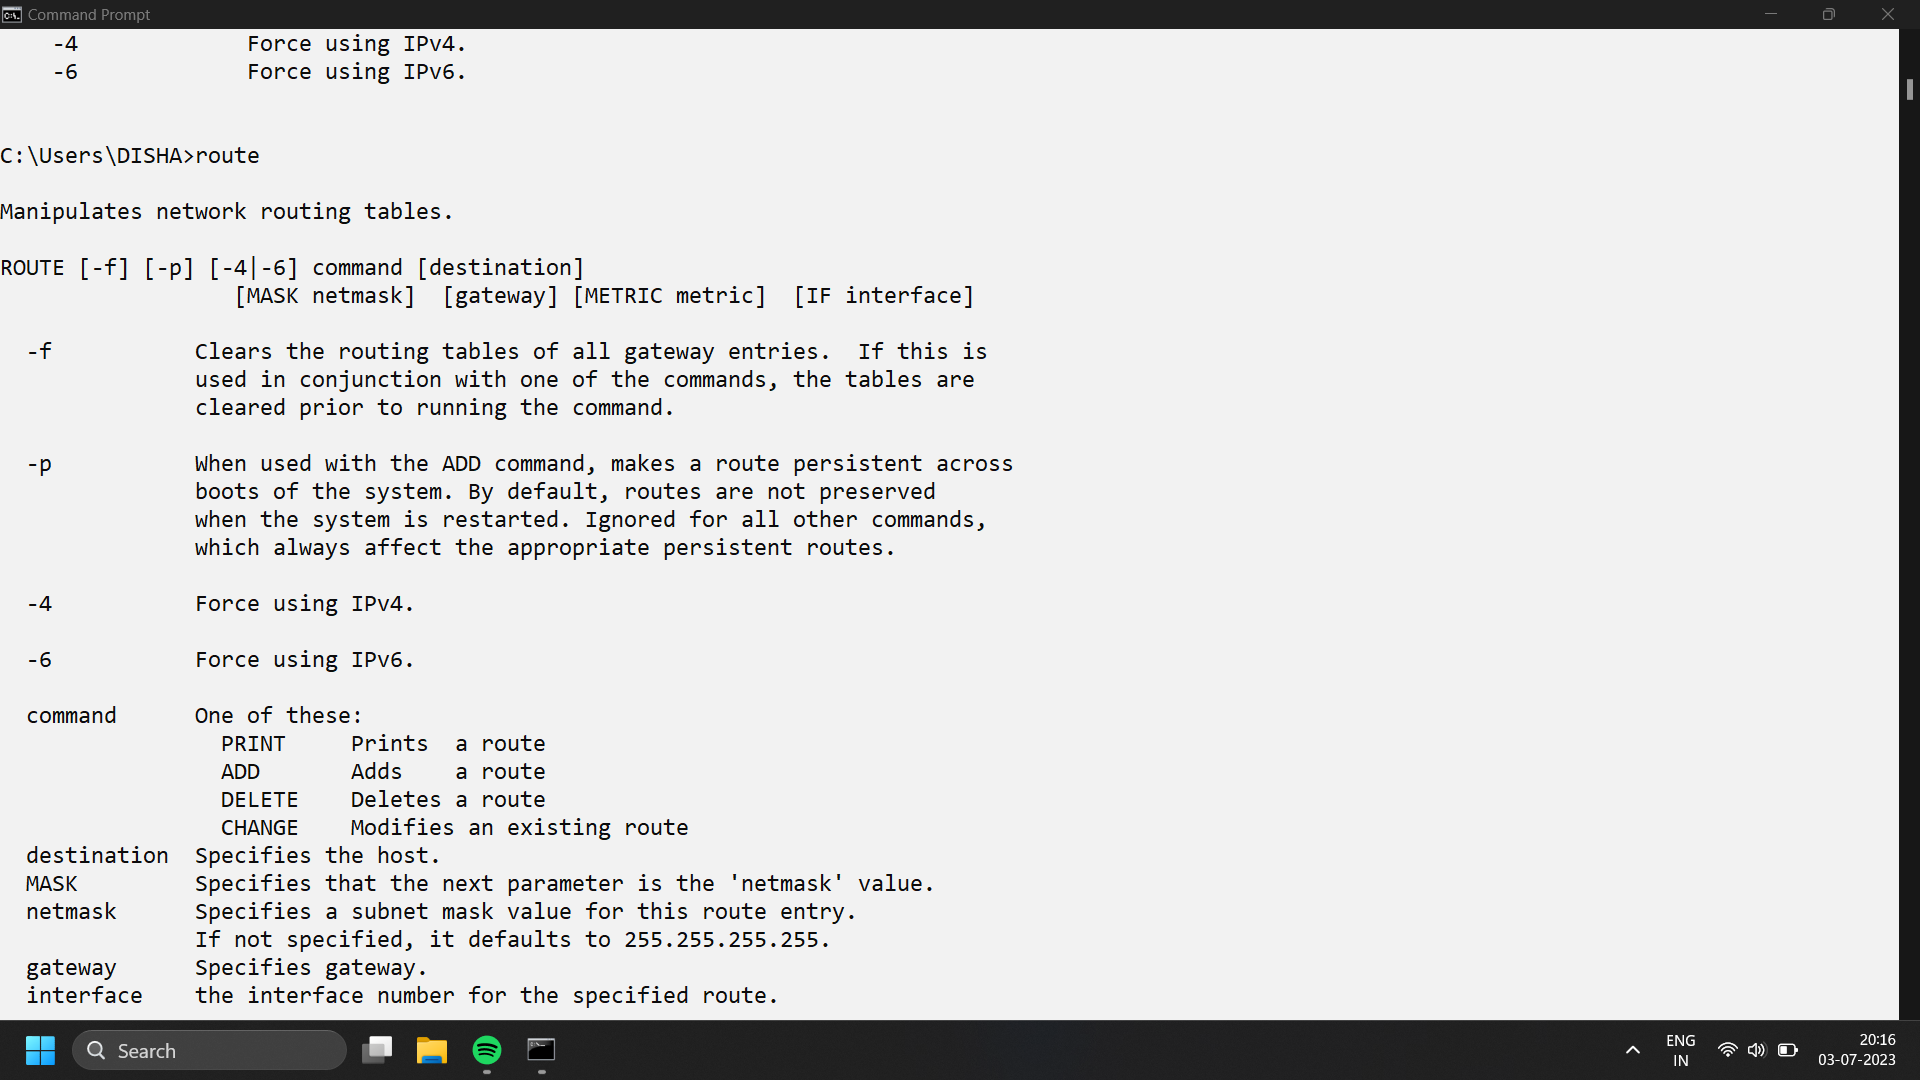 Command Prompt
-4 Force using IPv4.
-6 Force using IPv6.
C:\Users\DISHA>route
Manipulates network routing tables.
ROUTE [-f] [-p] [-4|-6] command [destination]
[MASK netmask]  [gateway] [METRIC metric]  [IF interface]
-f Clears the routing tables of all gateway entries.  If this is
used in conjunction with one of the commands, the tables are
cleared prior to running the command.
-p When used with the ADD command, makes a route persistent across
boots of the system. By default, routes are not preserved
when the system is restarted. Ignored for all other commands,
which always affect the appropriate persistent routes.
-4 Force using IPv4.
-6 Force using IPv6.
command One of these:
PRINT Prints  a route
ADD Adds    a route
DELETE Deletes a route
CHANGE Modifies an existing route
destination Specifies the host.
MASK Specifies that the next parameter is the 'netmask' value.
netmask Specifies a subnet mask value for this route entry.
If not specified, it defaults to 255.255.255.255.
gateway Specifies gateway.
interface the interface number for the specified route.
Search
ENG
IN
20:16
03-07-2023